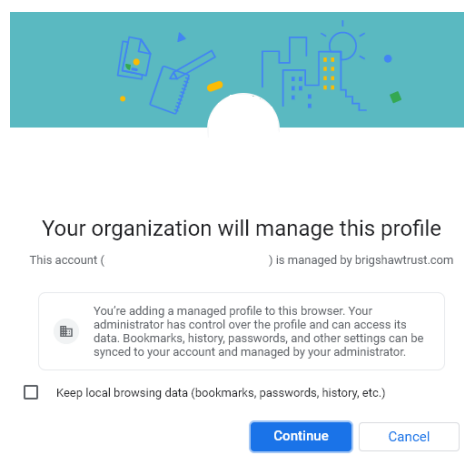 Your organization will manage this profile
This account ( ) is managed by brigshawtrust.com
You're adding a managed profile to this browser. Your
administrator has control over the profile and can access its
data. Bookmarks, history, passwords, and other settings can be
synced to your account and managed by your administrator.
Keep local browsing data (bookmarks, passwords, history, etc.)
Continue
Cancel